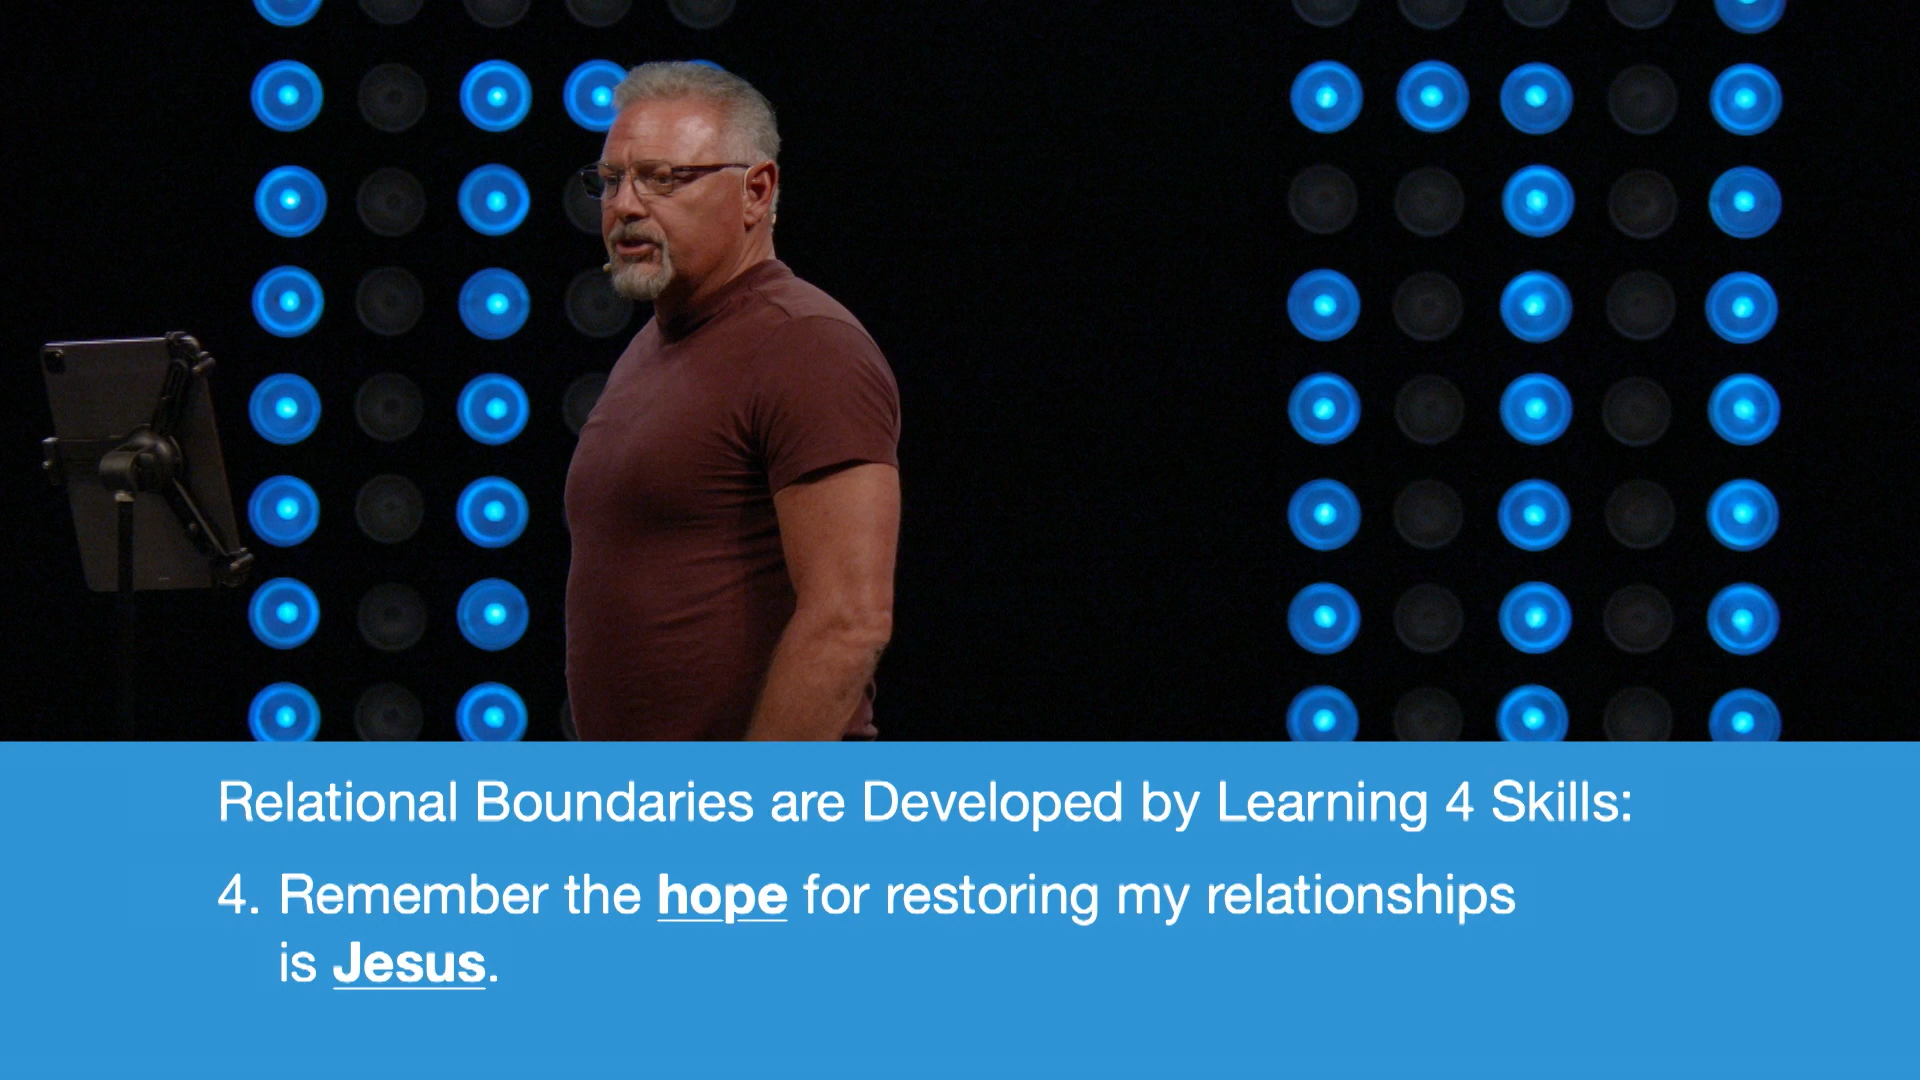 Relational Boundaries are Developed by Learning 4 Skills:
4. Remember the hope for restoring my relationships
is Jesus.